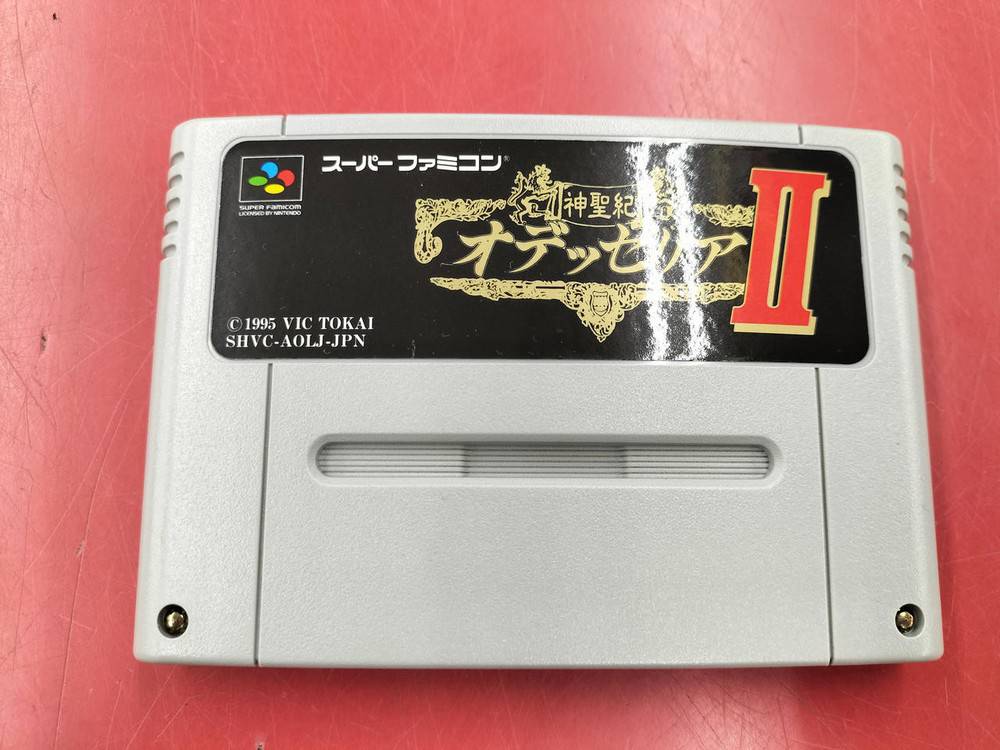 スーパーファミコン®
SUPER FAMICOM
LICENSED BY NINTENDO
神聖紀
オデッセリア
II
© 1995 VIC TOKAI
SHVC-AOLJ-JPN